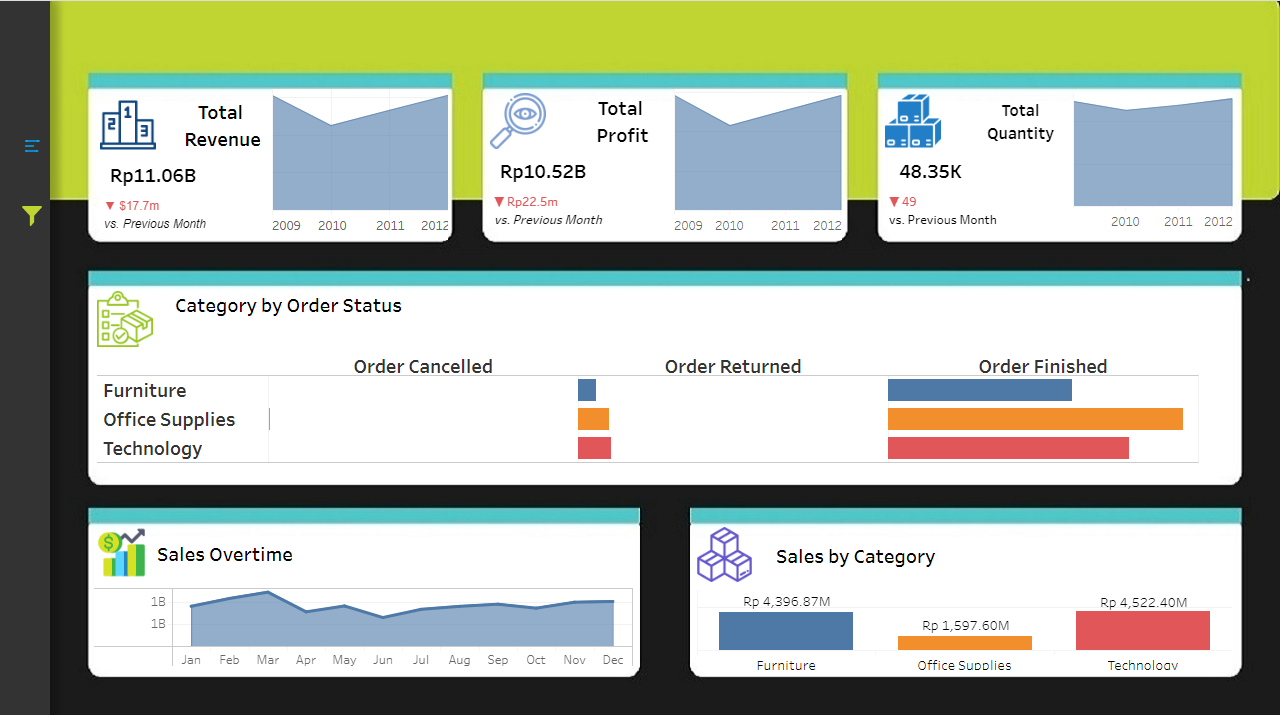 1
2
3
Total
Revenue
Rp11.06B
▼ $17.7m
vs. Previous Month
2009 2010 2011 2012
Total
Profit
Rp10.52B
▼ Rp22.5m
vs. Previous Month
2009 2010 2011 2012
Total
Quantity
48.35K
▼ 49
vs. Previous Month
2010 2011 2012
Category by Order Status
Order Cancelled Order Returned Order Finished
Furniture
Office Supplies
Technology
$
Sales Overtime
1B
1B
Jan Feb Mar Apr May Jun Jul Aug Sep Oct Nov Dec
Sales by Category
Rp 4,396.87M
Rp 1,597.60M
Rp 4,522.40M
Furniture Office Supplies Technology